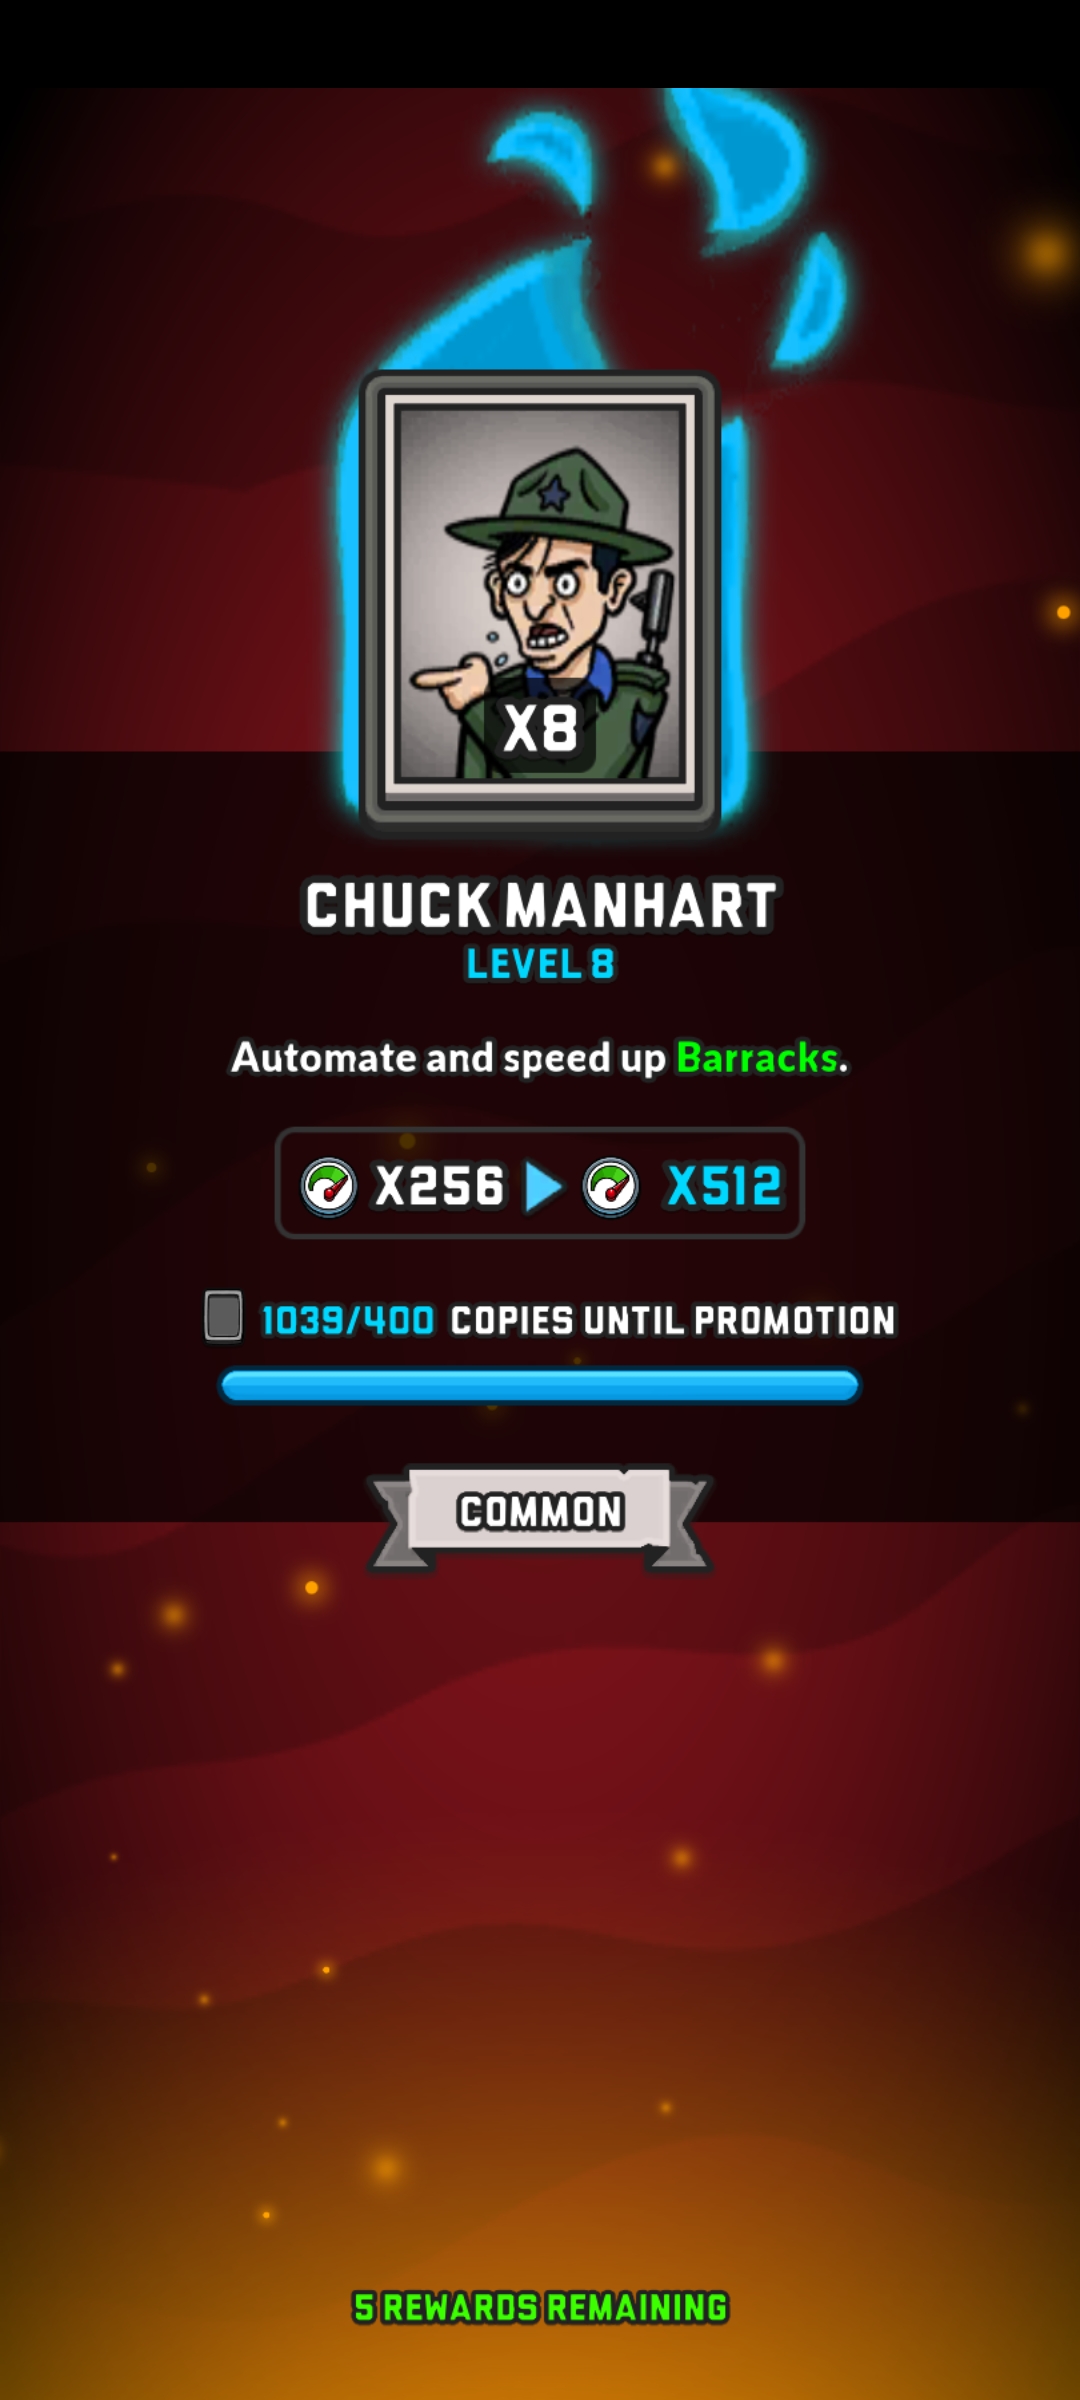 X8
CHUCK MANHART
LEVEL 8
Automate and speed up Barracks.
X256 X512
1039/400 COPIES UNTIL PROMOTION
COMMON
5 REWARDS REMAINING